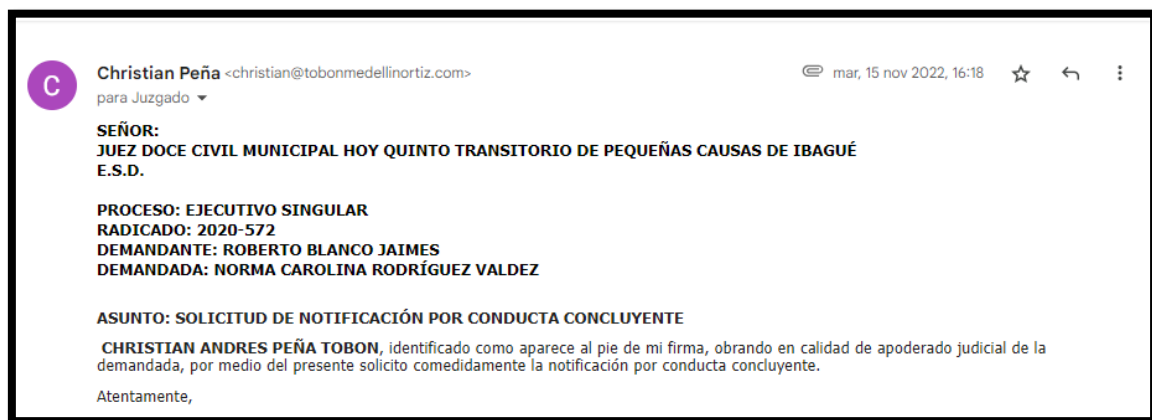 C
Christian Peña <christian@tobonmedellinortiz.com>
mar, 15 nov 2022, 16:18
para Juzgado
SEÑOR:
JUEZ DOCE CIVIL MUNICIPAL HOY QUINTO TRANSITORIO DE PEQUEÑAS CAUSAS DE IBAGUÉ
E.S.D.
PROCESO: EJECUTIVO SINGULAR
RADICADO: 2020-572
DEMANDANTE: ROBERTO BLANCO JAIMES
DEMANDADA: NORMA CAROLINA RODRÍGUEZ VALDEZ
ASUNTO: SOLICITUD DE NOTIFICACIÓN POR CONDUCTA CONCLUYENTE
CHRISTIAN ANDRES PEÑA TOBON, identificado como aparece al pie de mi firma, obrando en calidad de apoderado judicial de la
demandada, por medio del presente solicito comedidamente la notificación por conducta concluyente.
Atentamente,